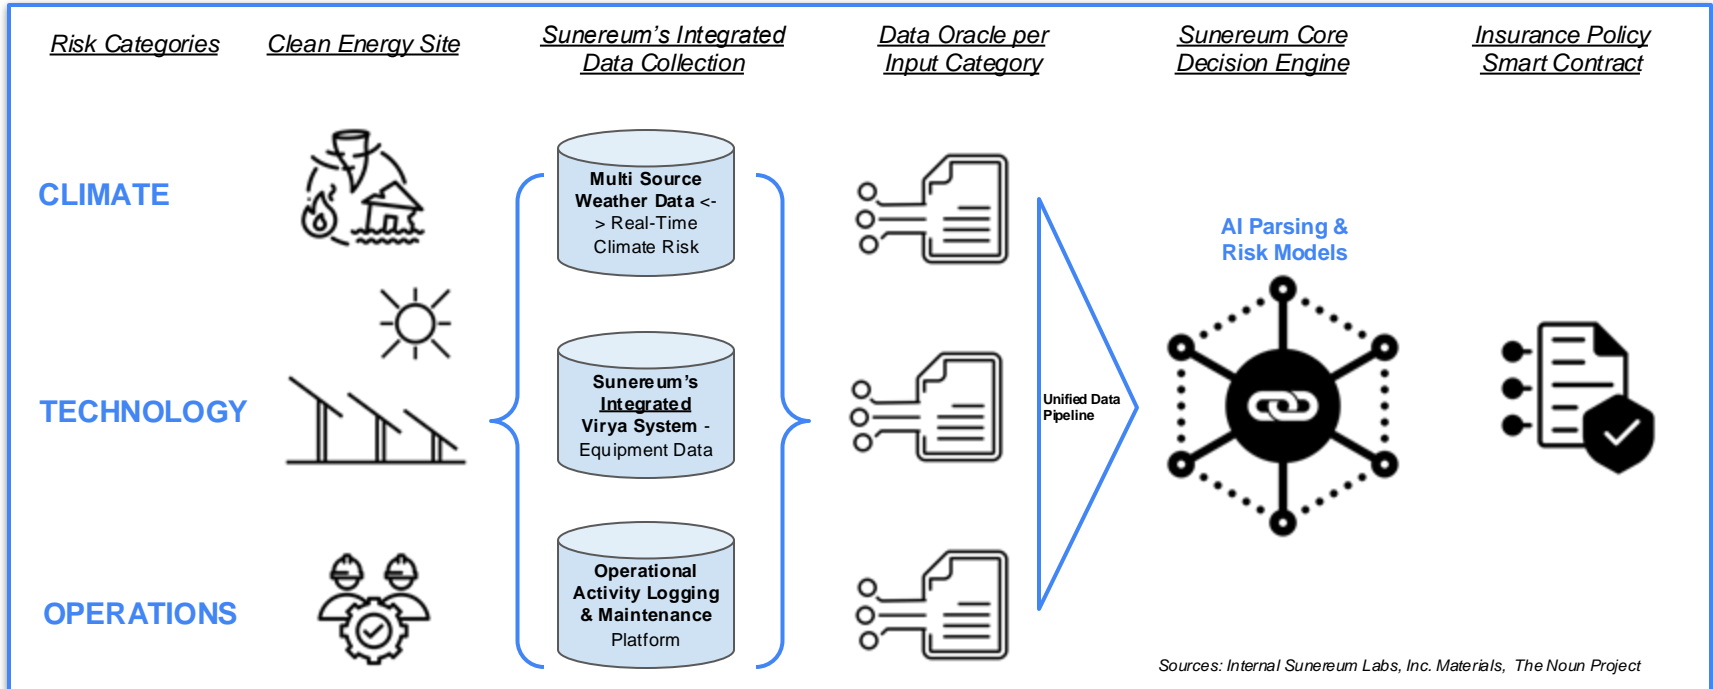 Risk Categories
Clean Energy Site
Sunereum's Integrated
Data Collection
Data Oracle per
Input Category
Sunereum Core
Decision Engine
Insurance Policy
Smart Contract
CLIMATE
Multi Source
Weather Data <-
> Real-Time
Climate Risk
AI Parsing &
Risk Models
TECHNOLOGY
Sunereum's
Integrated
Virya System -
Equipment Data
Unified Data
Pipeline
OPERATIONS
Operational
Activity Logging
& Maintenance
Platform
Sources: Internal Sunereum Labs, Inc. Materials, The Noun Project